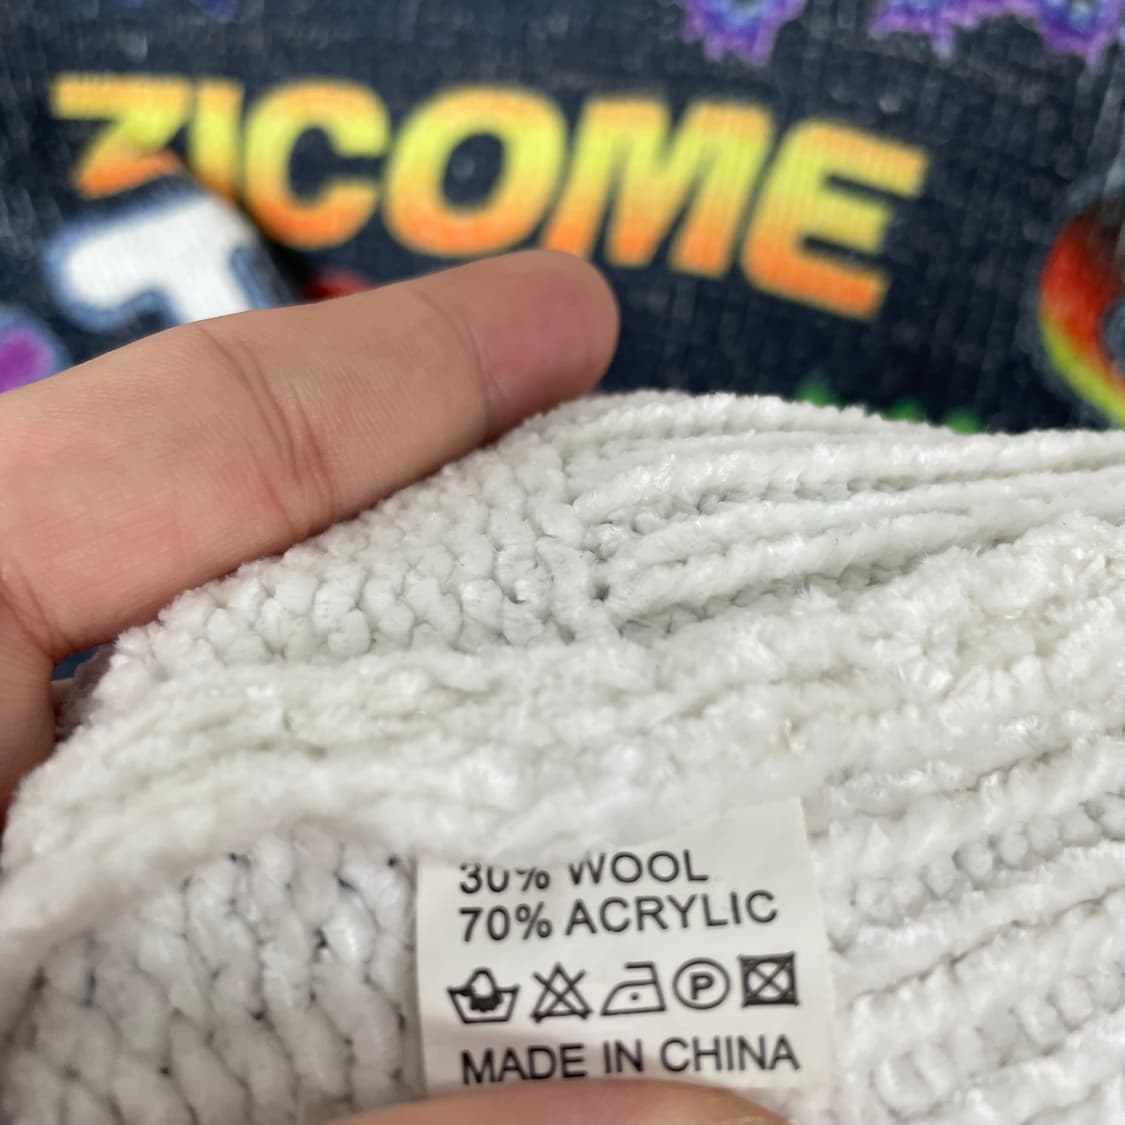 ZICOME
30% WOOL
70% ACRYLIC
P
MADE IN CHINA